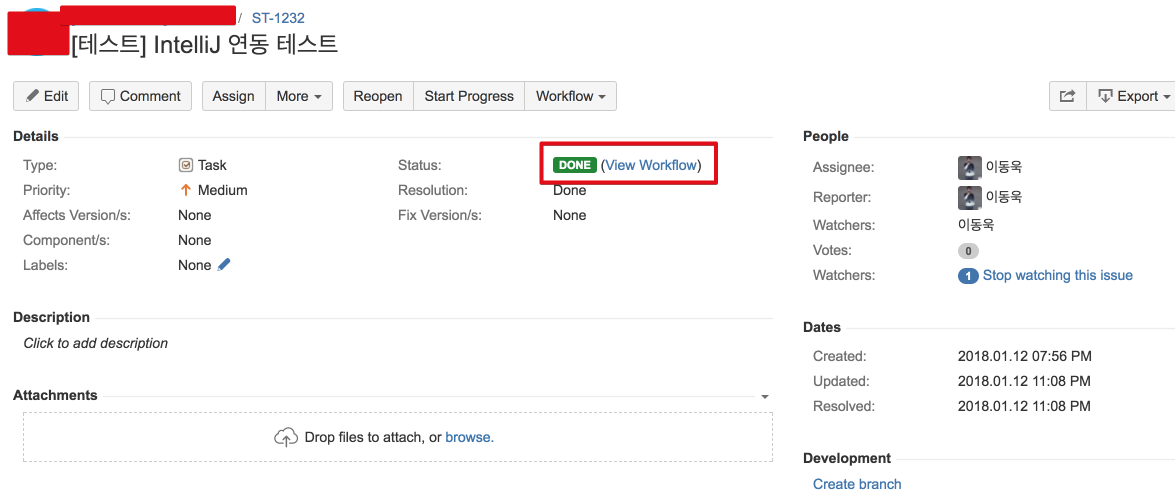 / ST-1232
[테스트] IntelliJ 연동 테스트
Edit Comment Assign More Reopen Start Progress Workflow Export
Details
Type: Task
Priority: Medium
Affects Version/s: None
Component/s: None
Labels: None
Status: DONE (View Workflow)
Resolution: Done
Fix Version/s: None
Description
Click to add description
Attachments
Drop files to attach, or browse.
People
Assignee: 이동욱
Reporter: 이동욱
Watchers: 이동욱
Votes: 0
Watchers: 1 Stop watching this issue
Dates
Created: 2018.01.12 07:56 PM
Updated: 2018.01.12 11:08 PM
Resolved: 2018.01.12 11:08 PM
Development
Create branch